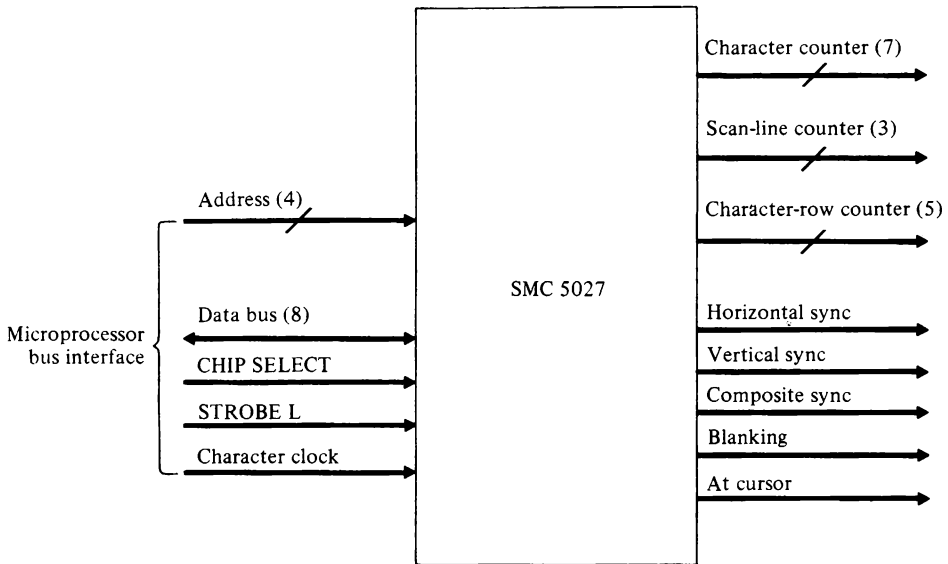 Microprocessor
bus interface
Address (4)
Data bus (8)
CHIP SELECT
STROBE L
Character clock
SMC 5027
Character counter (7)
Scan-line counter (3)
Character-row counter (5)
Horizontal sync
Vertical sync
Composite sync
Blanking
At cursor